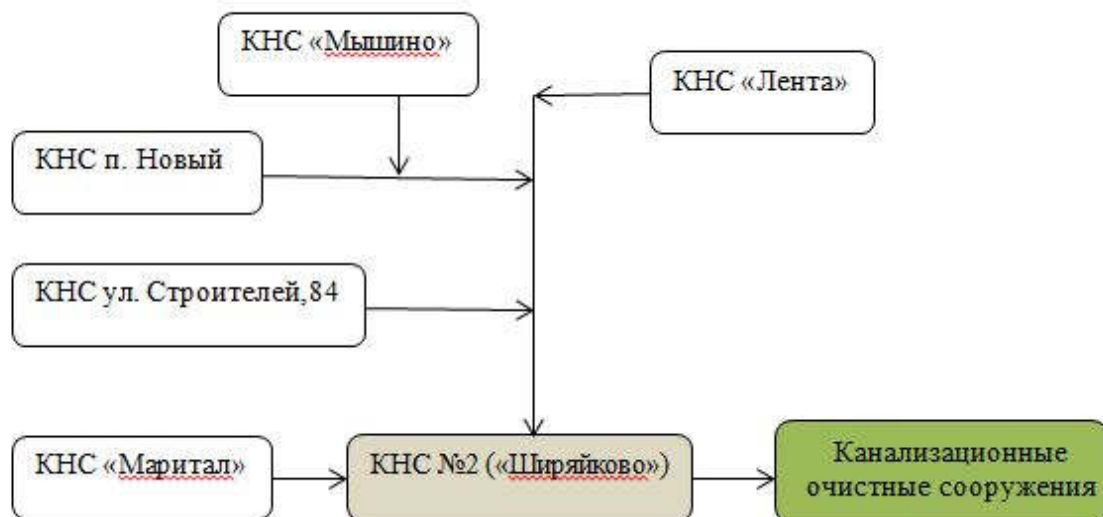 КНС «Мышино»
КНС «Лента»
КНС п. Новый
КНС ул. Строителей,84
КНС «Маритал»
КНС №2 («Ширяйково»)
Канализационные
очистные сооружения